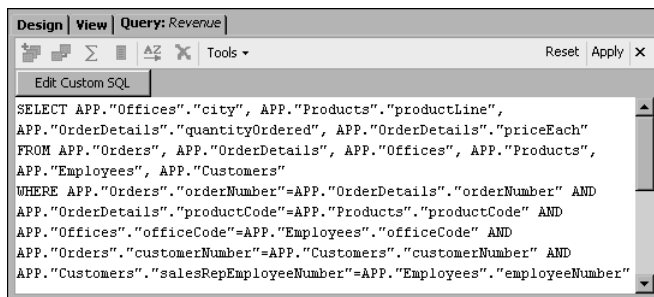 Design View Query: Revenue
Σ AZ Tools Reset Apply ×
Edit Custom SQL
SELECT APP."Offices"."city", APP."Products"."productLine",
APP."OrderDetails"."quantityOrdered", APP."OrderDetails"."priceEach"
FROM APP."Orders", APP."OrderDetails", APP."Offices", APP."Products",
APP."Employees", APP."Customers"
WHERE APP."Orders"."orderNumber"=APP."OrderDetails"."orderNumber" AND
APP."OrderDetails"."productCode"=APP."Products"."productCode" AND
APP."Offices"."officeCode"=APP."Employees"."officeCode" AND
APP."Orders"."customerNumber"=APP."Customers"."customerNumber" AND
APP."Customers"."salesRepEmployeeNumber"=APP."Employees"."employeeNumber"